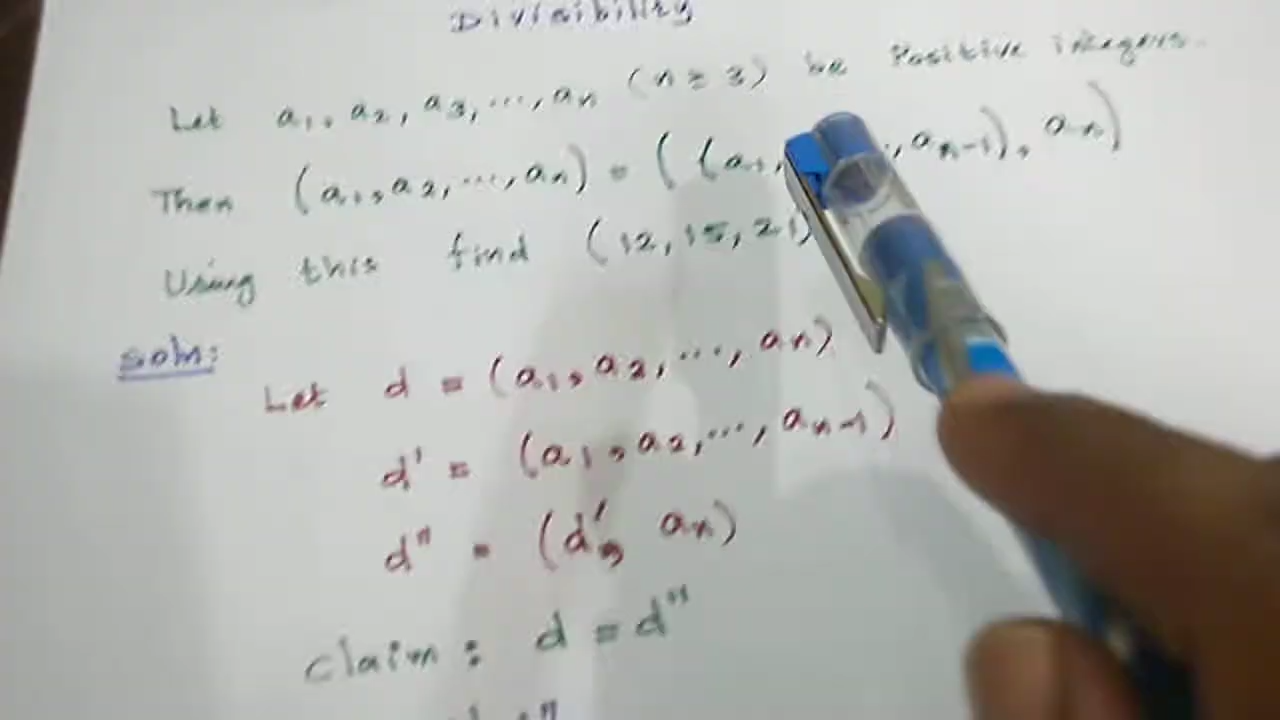 Divisibility
Let a1, a2, a3, ..., an (n ≥ 3) be Positive integers.
Then (a1, a2, ..., an) = ((a1, , an-1), an)
Using this find (12, 15, 21)
Soln:
Let d = (a1, a2, ..., an)
d' = (a1, a2, ..., an-1)
d" = (d', an)
Claim: d = d"